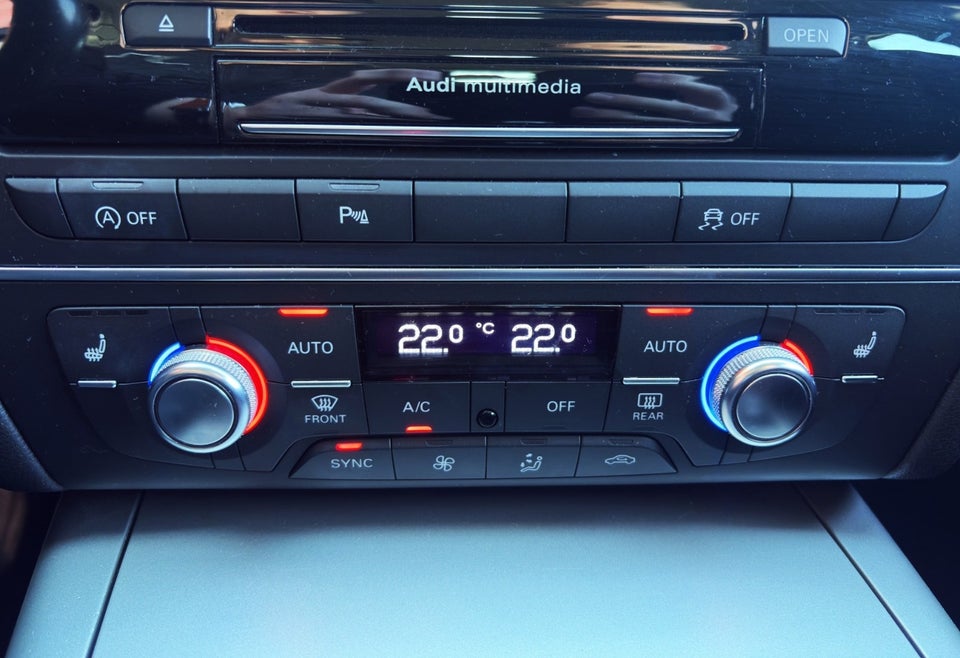 OPEN
Audi multimedia
A OFF
P
OFF
AUTO
22.0 °C 22.0
AUTO
FRONT
A/C
OFF
REAR
SYNC